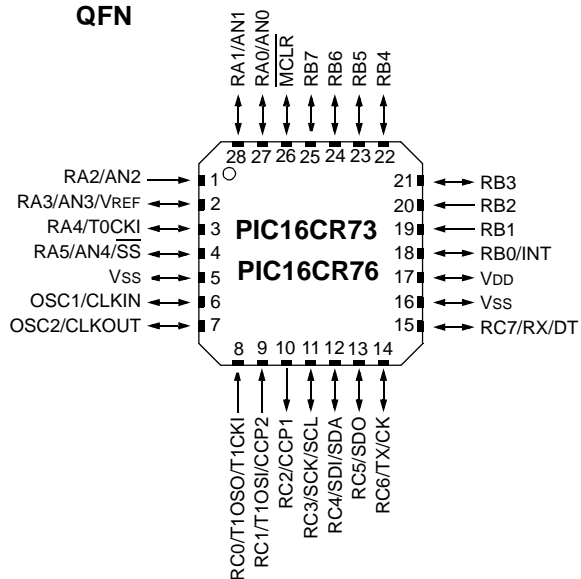 QFN
RA1/AN1
RA0/AN0
MCLR
RB7
RB6
RB5
RB4
28 27 26 25 24 23 22
RA2/AN2 1
RA3/AN3/VREF 2
RA4/T0CKI 3
RA5/AN4/SS 4
VSS 5
OSC1/CLKIN 6
OSC2/CLKOUT 7
PIC16CR73
PIC16CR76
21 RB3
20 RB2
19 RB1
18 RB0/INT
17 VDD
16 VSS
15 RC7/RX/DT
8 9 10 11 12 13 14
RC0/T1OSO/T1CKI
RC1/T1OSI/CCP2
RC2/CCP1
RC3/SCK/SCL
RC4/SDI/SDA
RC5/SDO
RC6/TX/CK